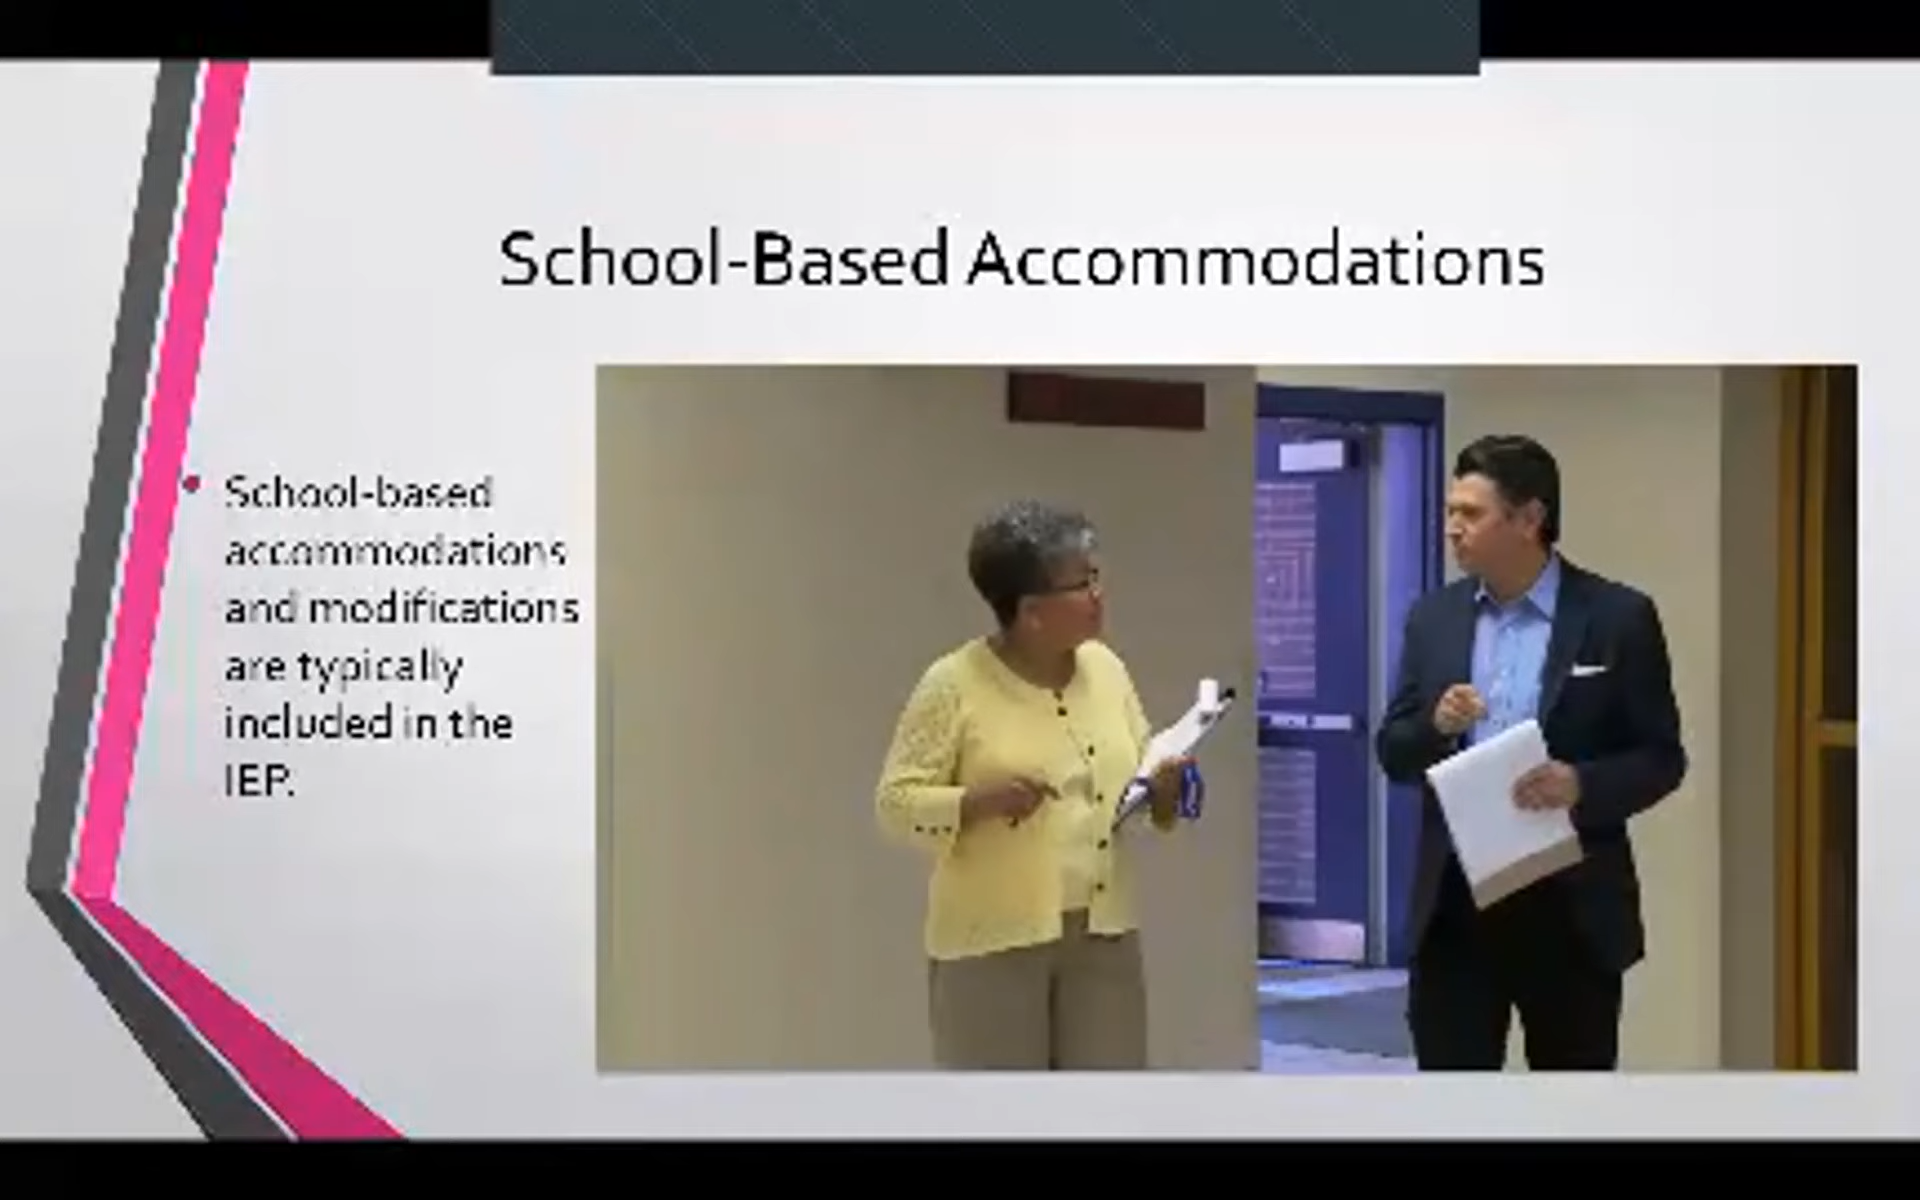 School-Based Accommodations
• School-based
accommodations
and modifications
are typically
included in the
IEP.